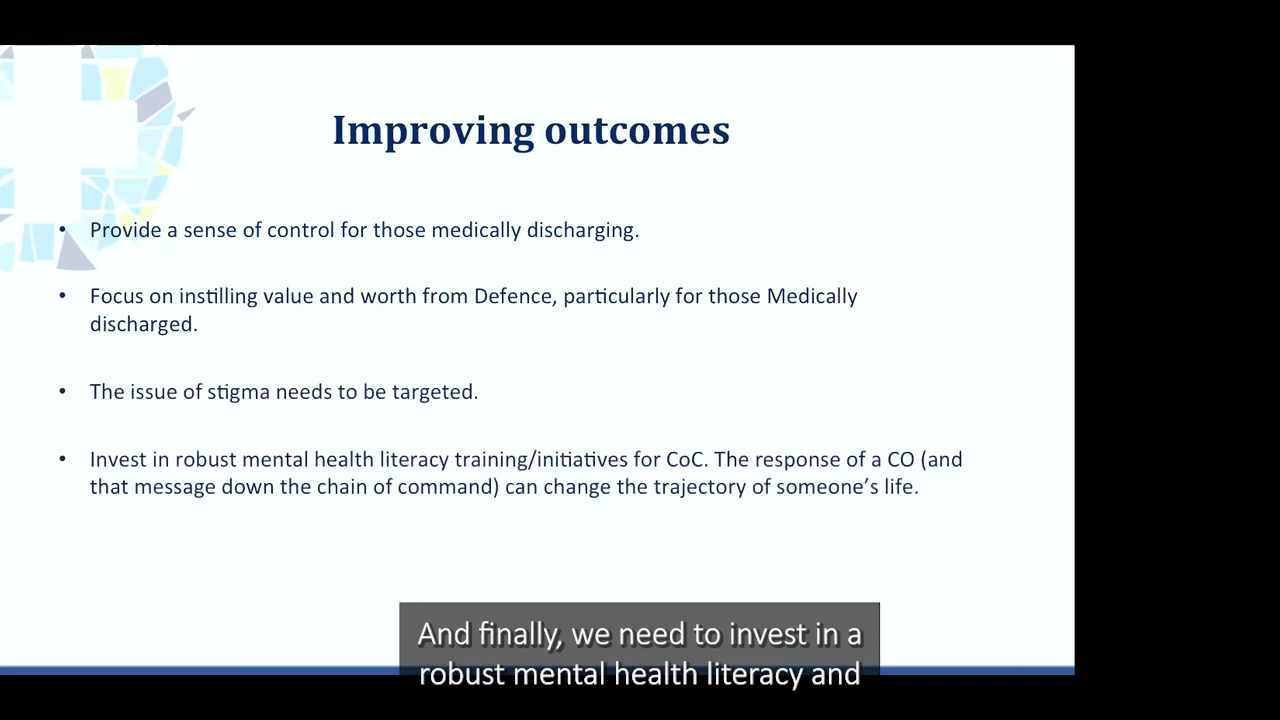 Improving outcomes
• Provide a sense of control for those medically discharging.
• Focus on instilling value and worth from Defence, particularly for those Medically
discharged.
• The issue of stigma needs to be targeted.
• Invest in robust mental health literacy training/initiatives for CoC. The response of a CO (and
that message down the chain of command) can change the trajectory of someone’s life.
And finally, we need to invest in a
robust mental health literacy and